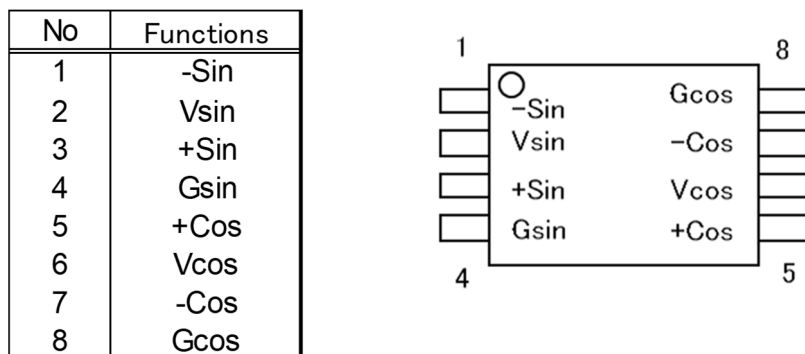 No Functions
1 -Sin
2 Vsin
3 +Sin
4 Gsin
5 +Cos
6 Vcos
7 -Cos
8 Gcos
1 8
-Sin Gcos
Vsin -Cos
+Sin Vcos
Gsin +Cos
4 5